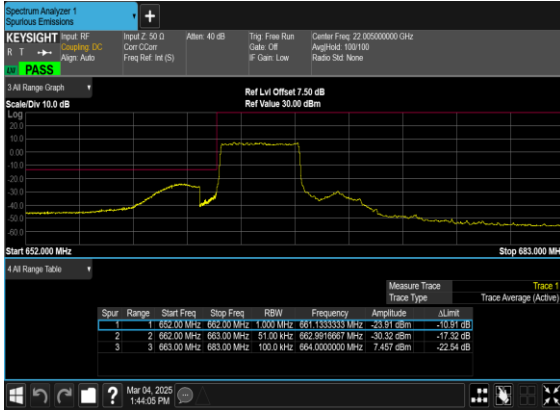 Spectrum Analyzer 1
Spurious Emissions
+
KEYSIGHT Input: RF Input Z: 50 Ω Atten: 40 dB Trig: Free Run Center Freq: 22.005000000 GHz
R T Coupling: DC Corr CCorr Gate: Off Avg|Hold: 100/100
Align: Auto Freq Ref: Int (S) IF Gain: Low Radio Std: None
PASS
3 All Range Graph
Ref Lvl Offset 7.50 dB
Scale/Div 10.0 dB Ref Value 30.00 dBm
Log
20.0
10.0
0.00
-10.0
-20.0
-30.0
-40.0
-50.0
-60.0
Start 652.000 MHz Stop 683.000 MH
4 All Range Table
Measure Trace Trace 1
Trace Type Trace Average (Active)
Spur Range Start Freq Stop Freq RBW Frequency Amplitude ΔLimit
1 1 652.00 MHz 662.00 MHz 1.000 MHz 661.1333333 MHz -23.91 dBm -10.91 dB
2 2 662.00 MHz 663.00 MHz 51.00 kHz 662.9916667 MHz -30.32 dBm -17.32 dB
3 3 663.00 MHz 683.00 MHz 100.0 kHz 664.0000000 MHz 7.457 dBm -22.54 dB
? Mar 04, 2025
1:44:05 PM